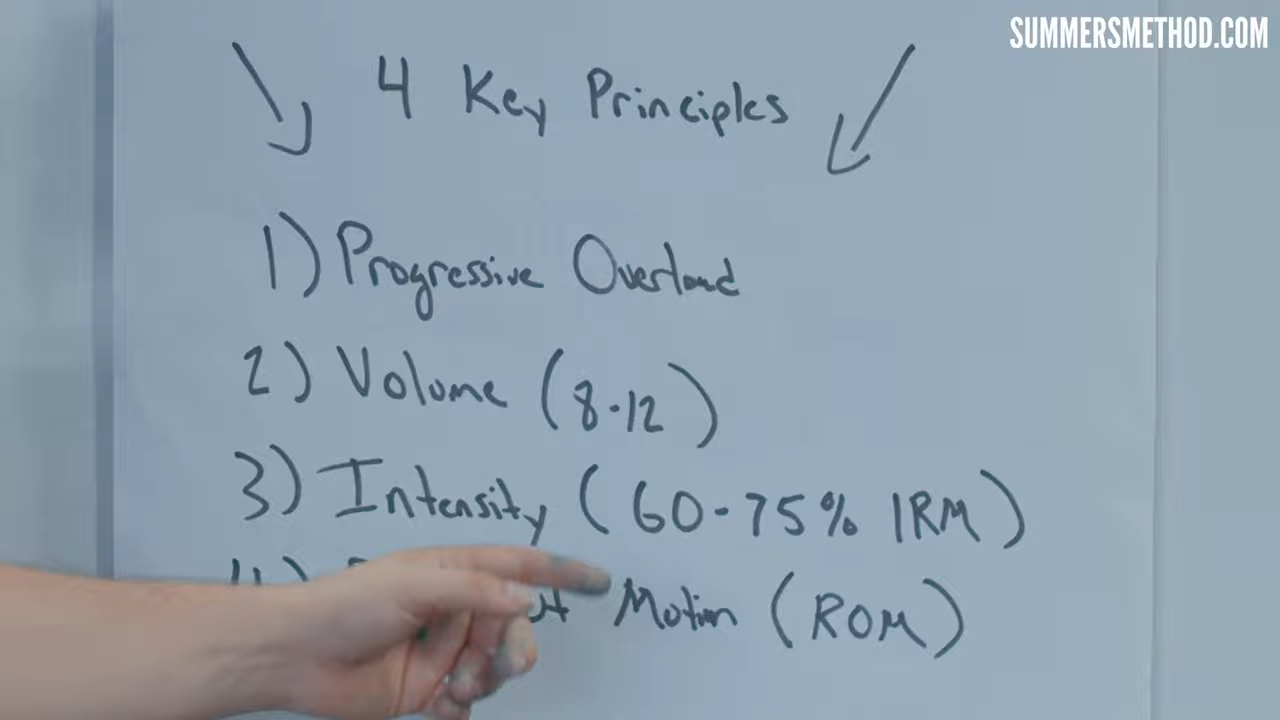 SUMMERSMETHOD.COM
4 Key Principles
1) Progressive Overload
2) Volume (8-12)
3) Intensity (60-75% 1RM)
4) Motion (ROM)